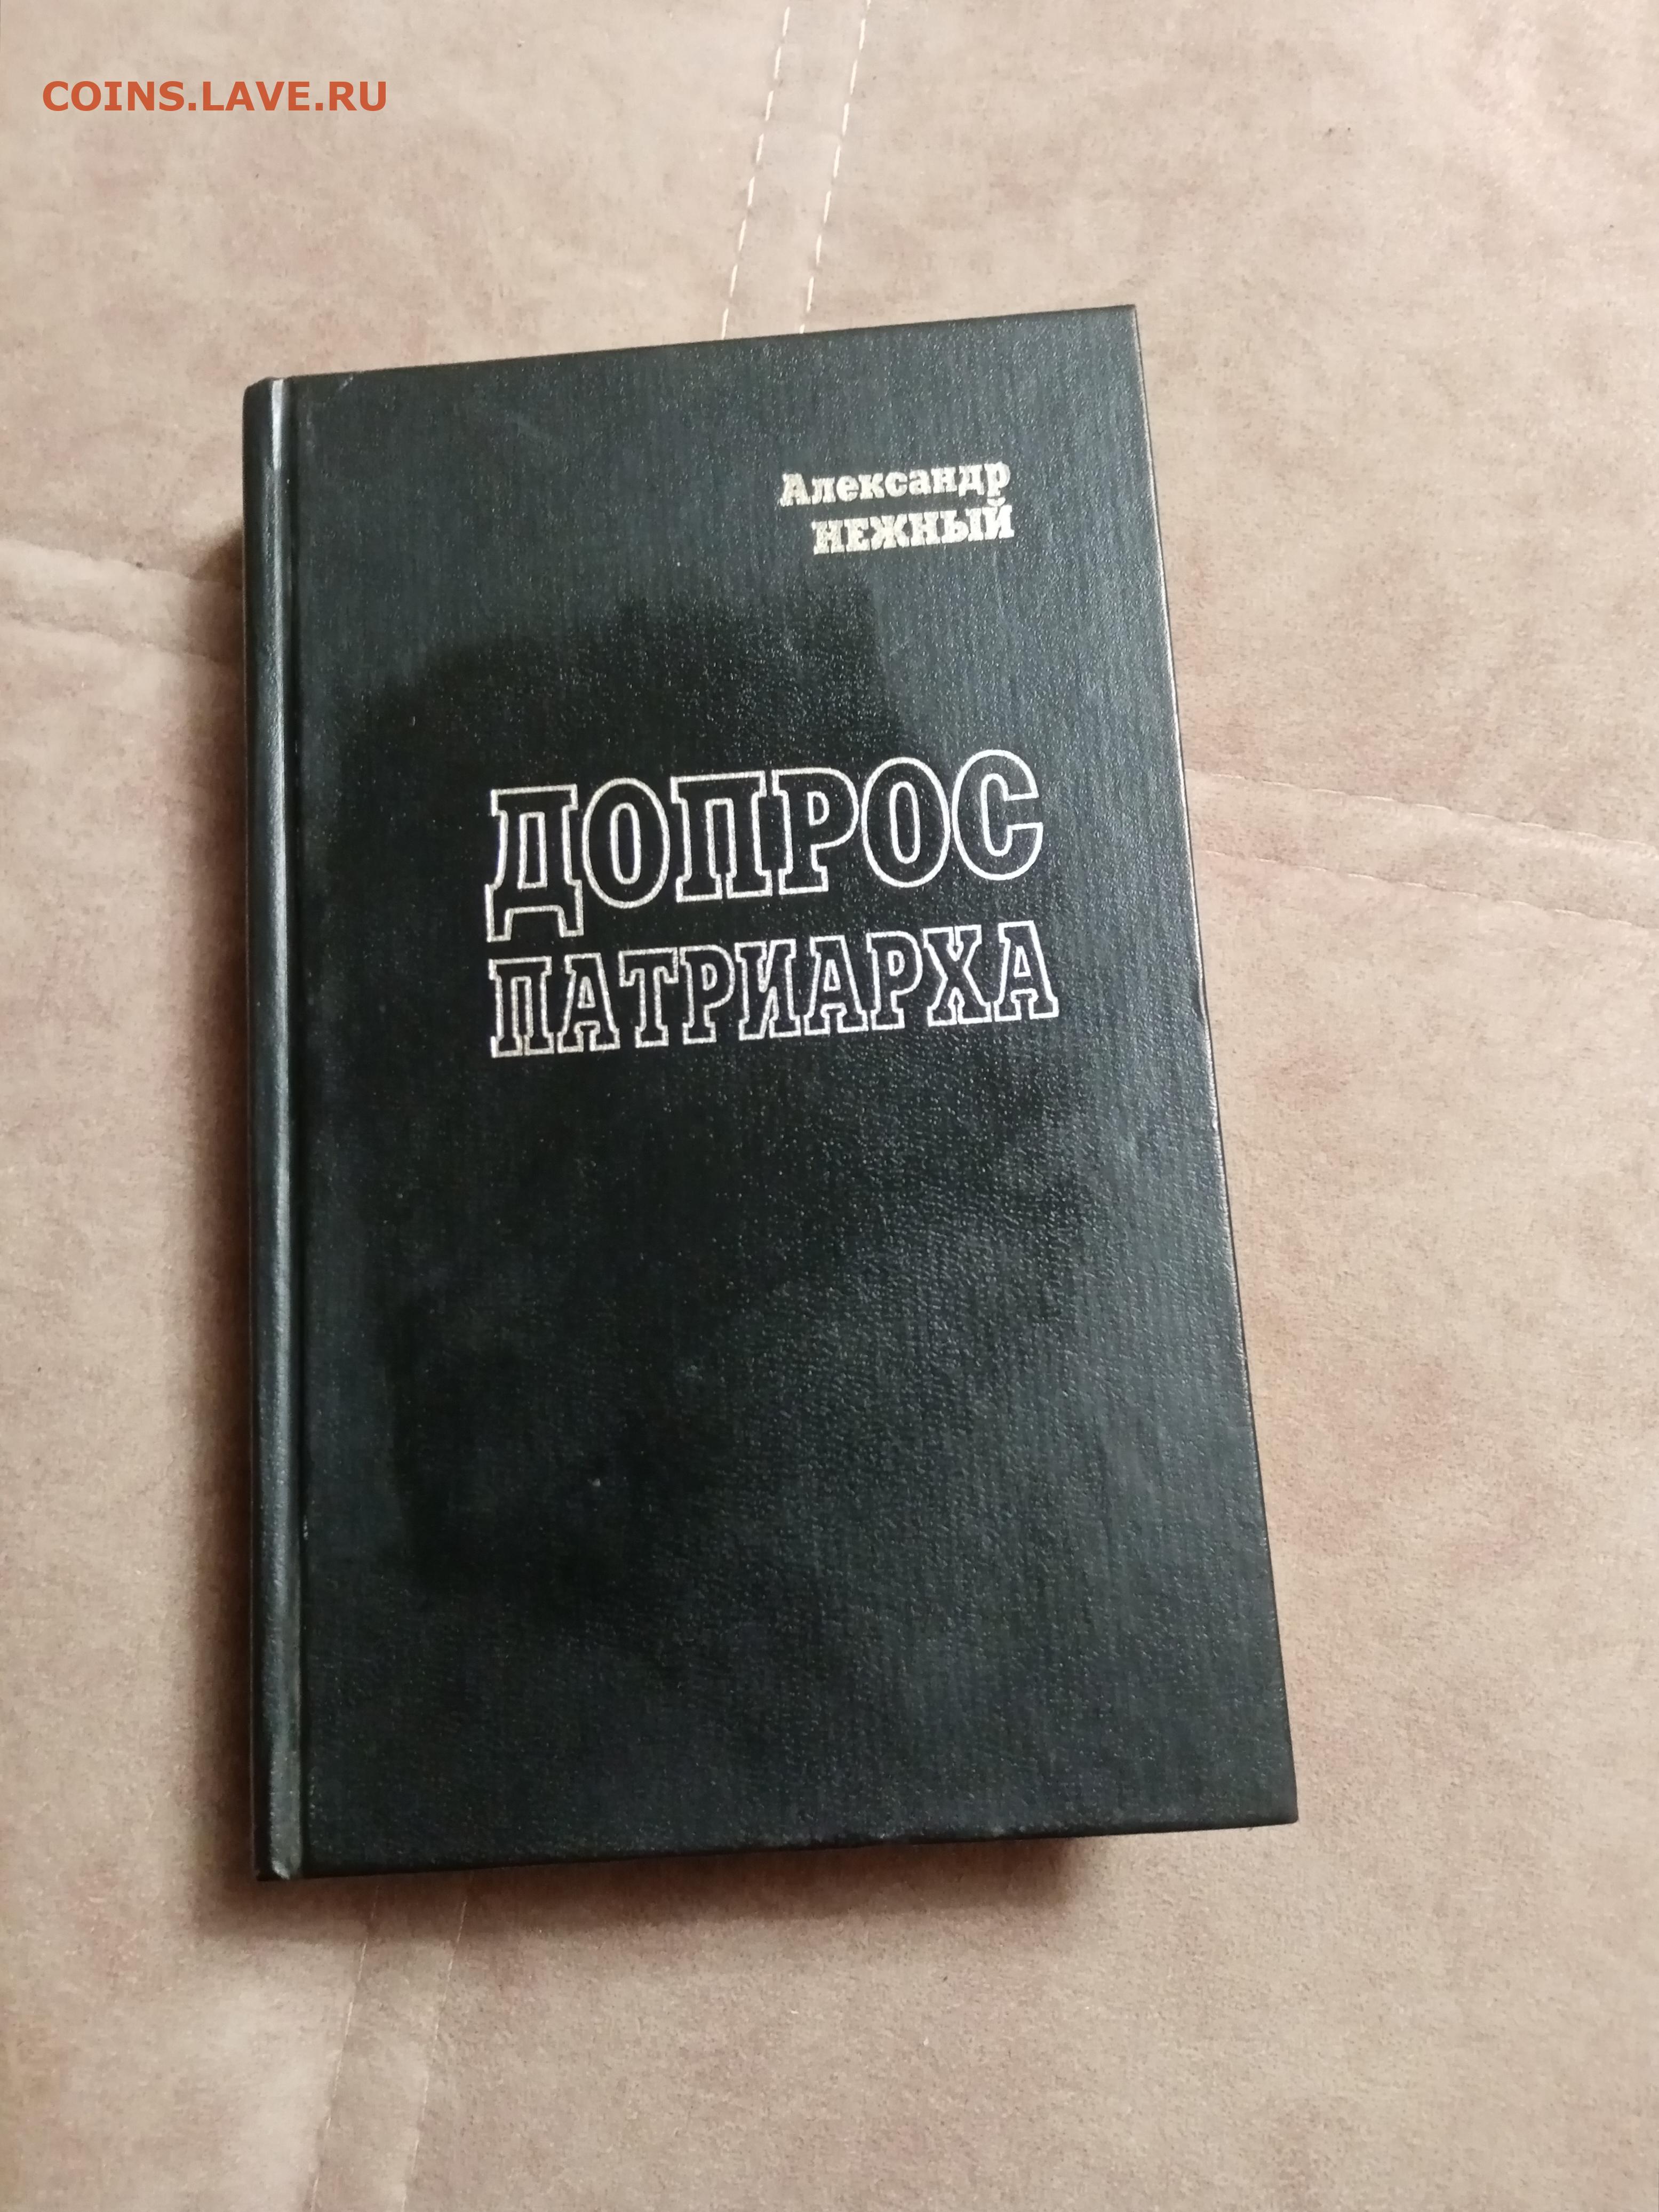 COINS.LAVE.RU
Александр
НЕЖНЫЙ
ДОПРОС
ПАТРИАРХА